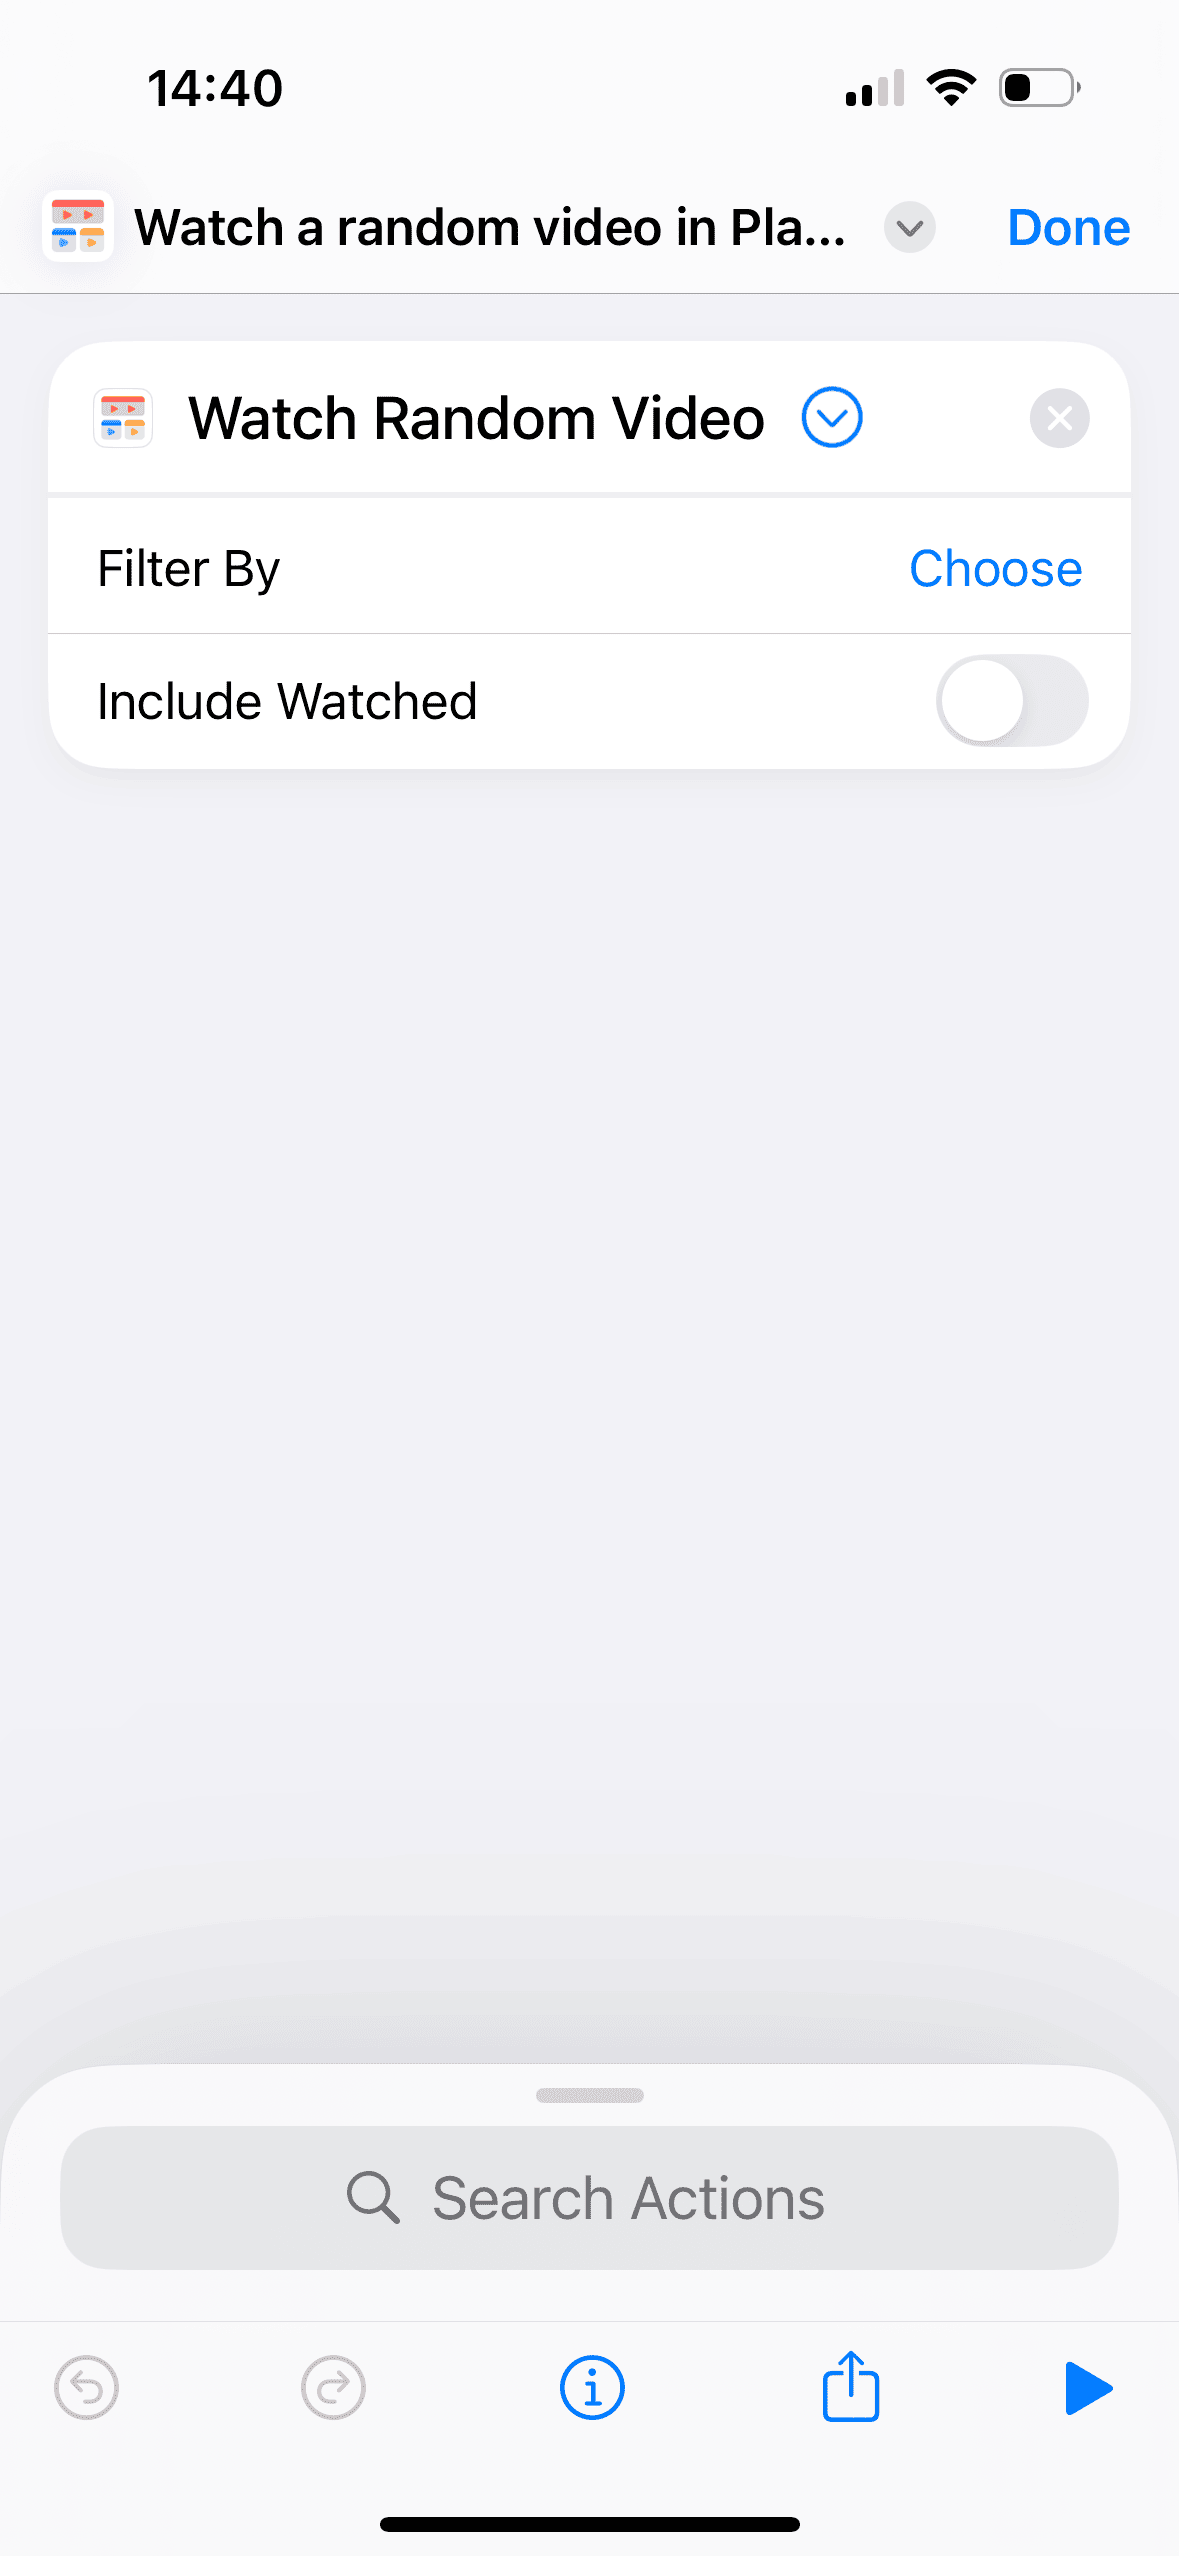 14:40
Watch a random video in Pla...
Done
Watch Random Video
Filter By
Choose
Include Watched
Search Actions